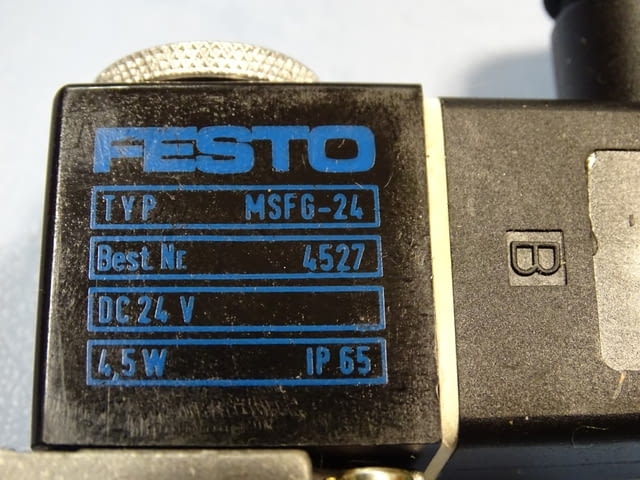 FESTO
TYP MSFG-24
Best Nr 4527
DC 24 V
4,5 W IP 65
B